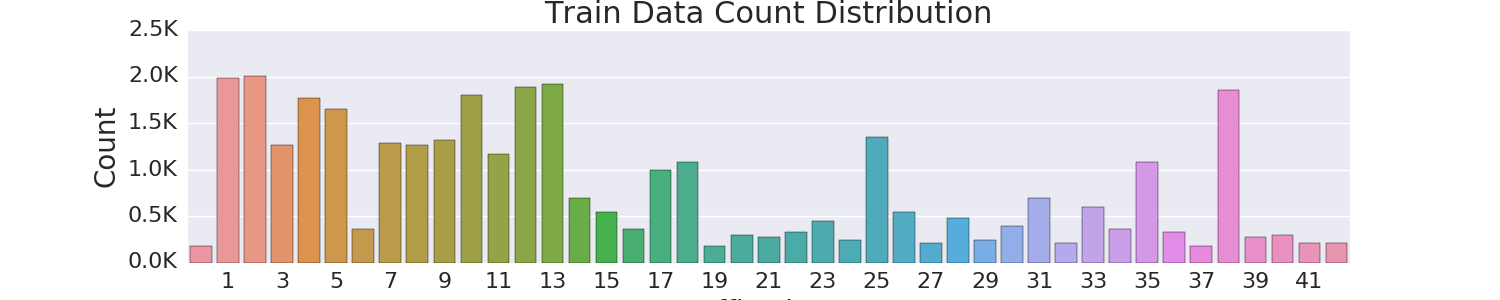 Train Data Count Distribution
2.5K
2.0K
1.5K
1.0K
0.5K
0.0K
Count
1 3 5 7 9 11 13 15 17 19 21 23 25 27 29 31 33 35 37 39 41